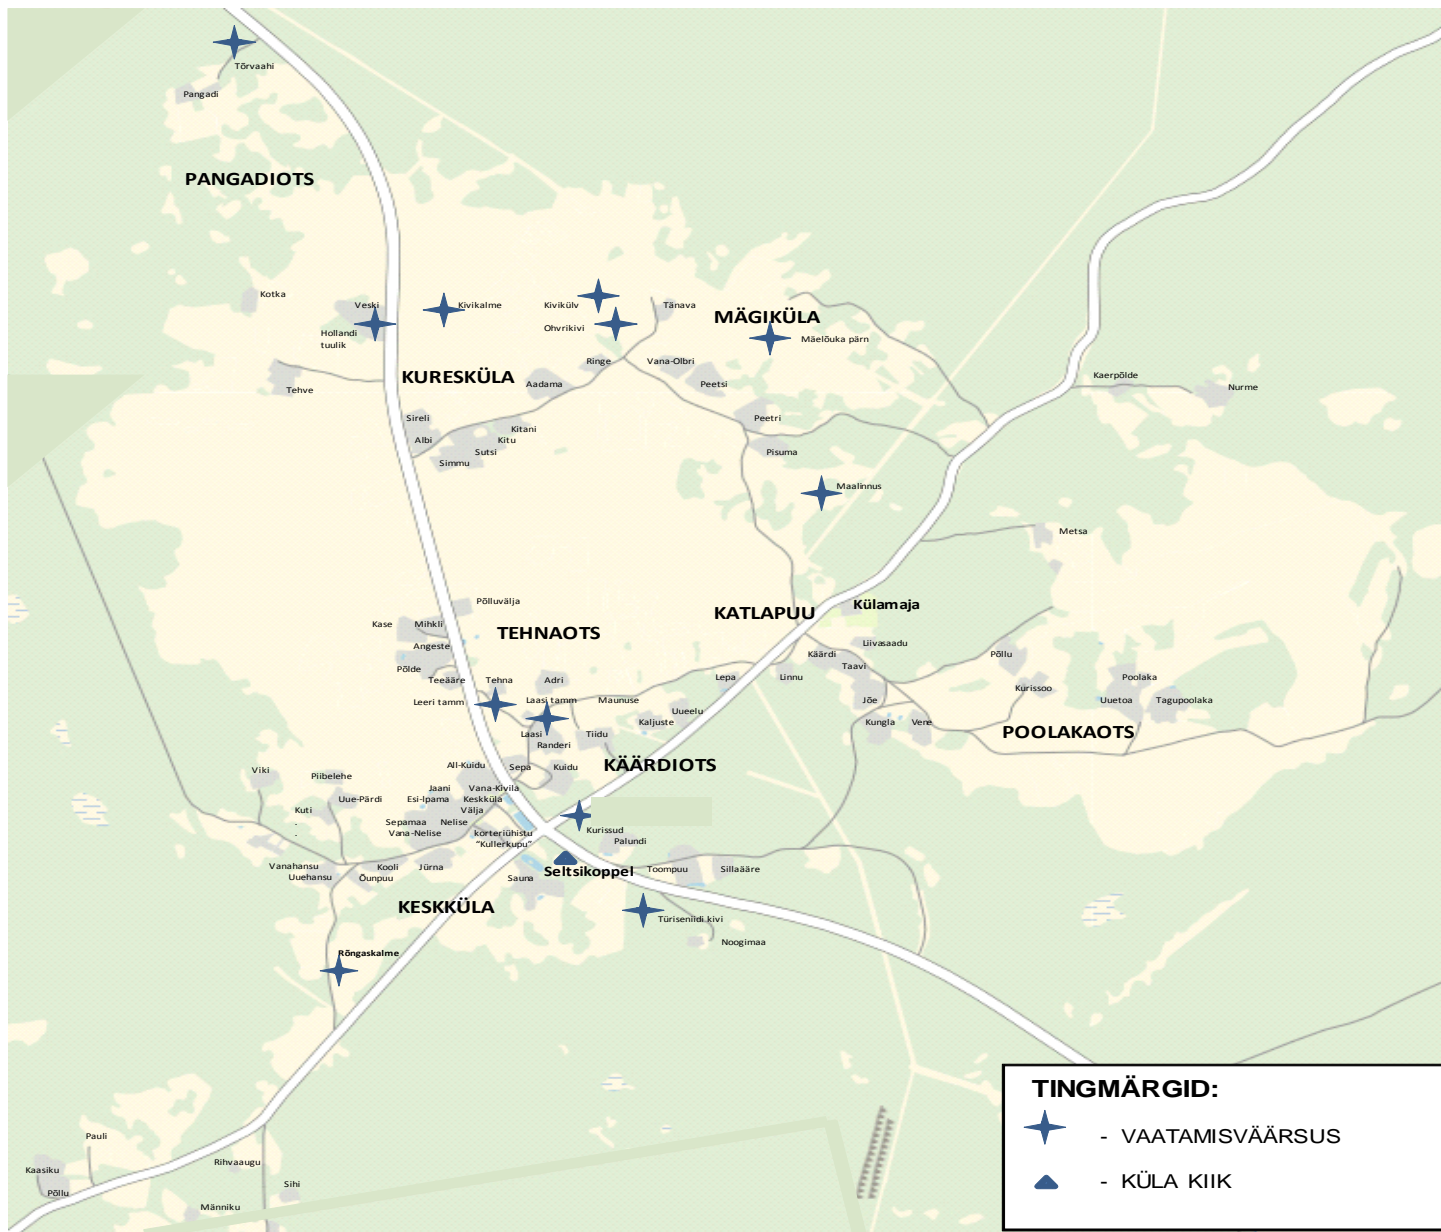 Tõrvaahi
Pangadi
PANGADIOTS
Kotka
Veski
Kivikalme
Kivikülv
Tänava
Hollandi
tuulik
Ohvrikivi
MÄGIKÜLA
Mäelõuka pärn
Tehve
KURESKÜLA
Aadama
Ringe
Vana-Olbri
Peetsi
Kaerpõlde
Nurme
Sireli
Albi
Kitani
Kitu
Sutsi
Simmu
Peetri
Pisuma
Maalinnus
Metsa
Põlluvälja
Kase
Mihkli
Angeste
TEHNAOTS
KATLAPUU
Külamaja
Põlde
Teeääre
Tehna
Adri
Lepa
Linnu
Käärdi
Liivasaadu
Taavi
Põllu
Kurissoo
Poolaka
Uuetoa
Tagupoolaka
Leeri tamm
Laasi tamm
Maunuse
Kaljuste
Uueelu
Jõe
Kungla
Vene
POOLAKAOTS
Laasi
Randeri
Tiidu
KÄÄRDIOTS
Viki
Piibelehe
All-Kuidu
Sepa
Kuidu
Kuti
.
.
Uue-Pärdi
Jaani
Vana-Kivila
Esi-Ipama
Keskküla
Välja
Sepamaa
Nelise
Vana-Nelise
korteriühistu
"Kullerkupu"
Kurissud
Palundi
Vanahansu
Uuehansu
Kooli
Õunpuu
Jürna
Sauna
Seltsikoppel
Toompuu
Sillaääre
KESKKÜLA
Türiseniidi kivi
Noogimaa
Rõngaskalme
Pauli
Kaasiku
Põllu
Rihvaaugu
Sihi
Männiku
TINGMÄRGID:
- VAATAMISVÄÄRSUS
- KÜLA KIIK